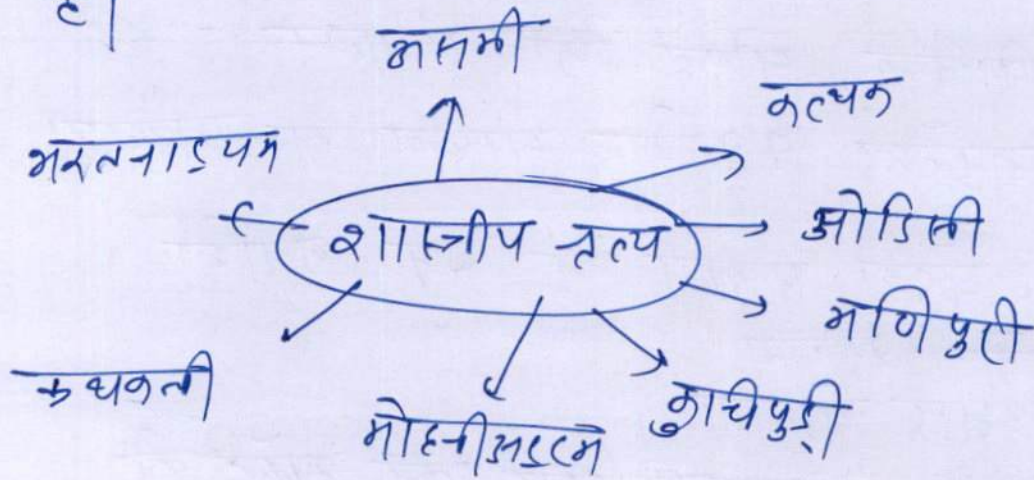 है|
असमी
कत्थक
भरतनाट्यम
शास्त्रीय नृत्य
ओडिसी
मणिपुरी
कथकली
कुचिपुड़ी
मोहनीअट्टम